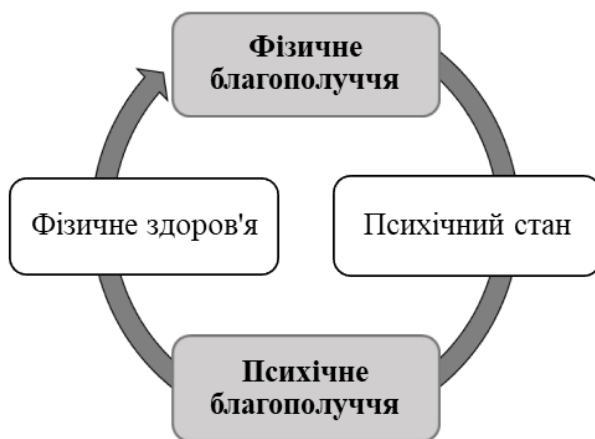 Фізичне
благополуччя
Фізичне здоров'я
Психічний стан
Психічне
благополуччя